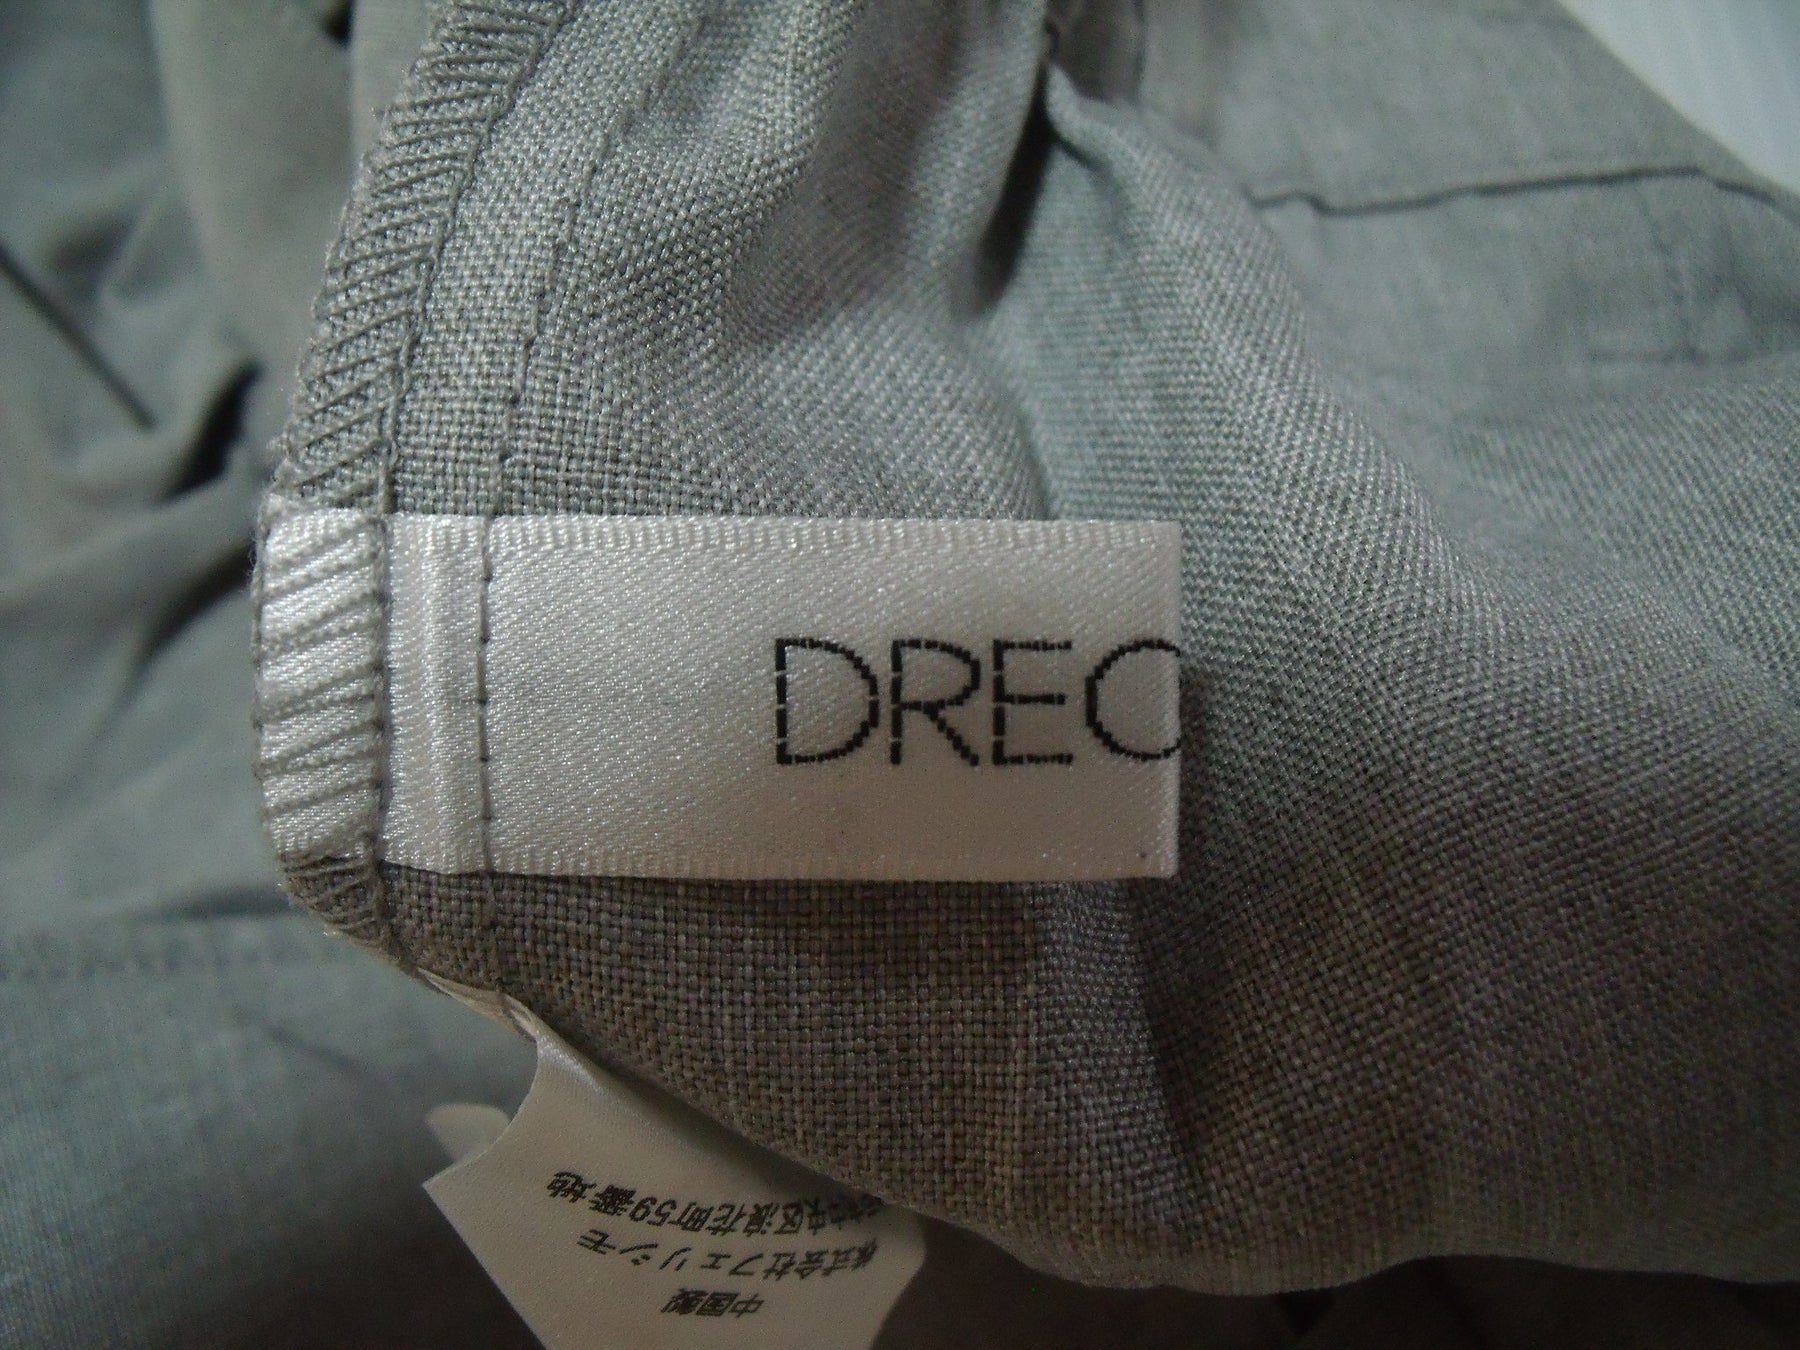 DREC
中国製
株式会社フェリシモ
中央区浪花町59番地